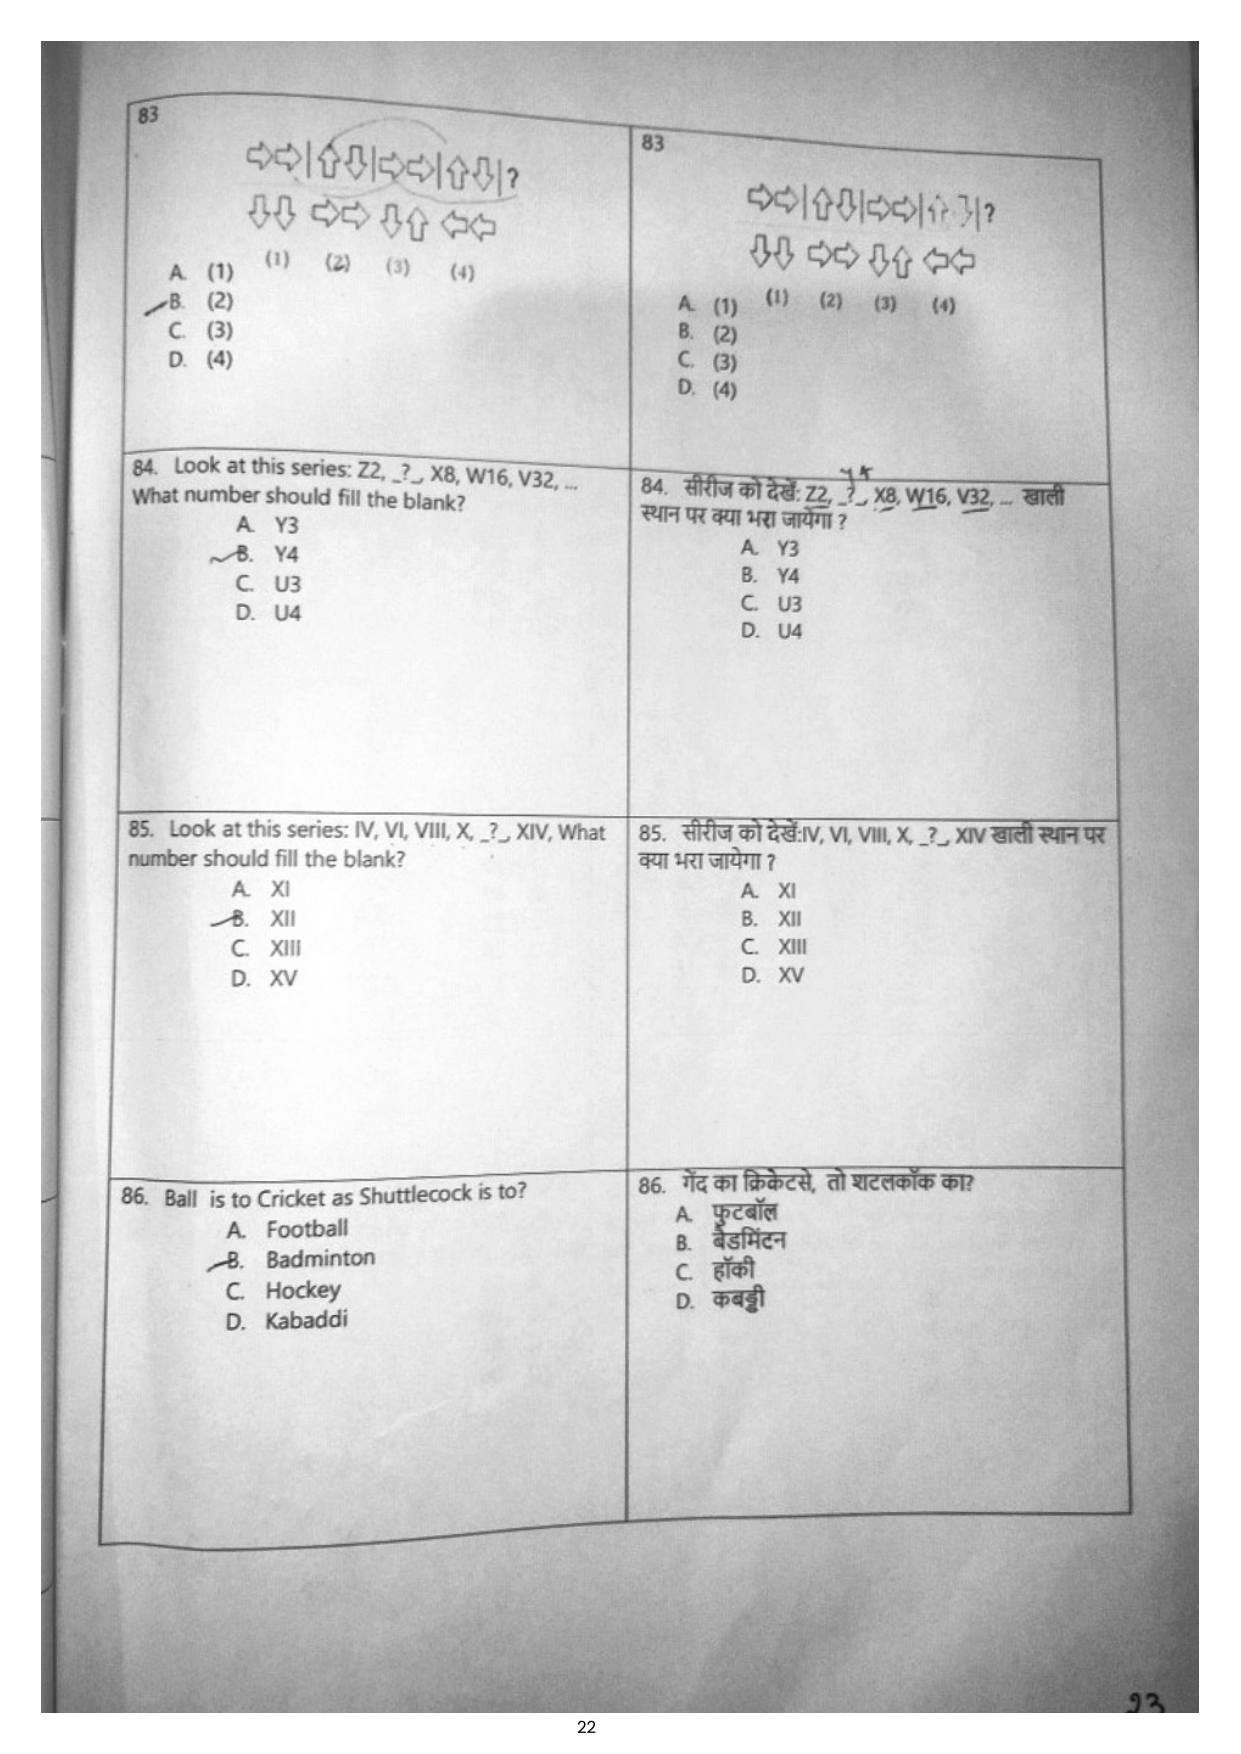 83
⇨⇨|⇧⇩|⇨⇨|⇧⇩|?
⇩⇩ ⇨⇨ ⇩⇧ ⇦⇦
(1) (2) (3) (4)
A. (1)
B. (2)
C. (3)
D. (4)
83
⇨⇨|⇧⇩|⇨⇨|⇧⇩|?
⇩⇩ ⇨⇨ ⇩⇧ ⇦⇦
(1) (2) (3) (4)
A. (1)
B. (2)
C. (3)
D. (4)
84. Look at this series: Z2, _?_, X8, W16, V32, ...
What number should fill the blank?
A. Y3
B. Y4
C. U3
D. U4
Y4
84. सीरीज को देखें: Z2, _?_, X8, W16, V32, ... खाली
स्थान पर क्या भरा जायेगा ?
A. Y3
B. Y4
C. U3
D. U4
85. Look at this series: IV, VI, VIII, X, _?_, XIV, What
number should fill the blank?
A. XI
B. XII
C. XIII
D. XV
85. सीरीज को देखें:IV, VI, VIII, X, _?_, XIV खाली स्थान पर
क्या भरा जायेगा ?
A. XI
B. XII
C. XIII
D. XV
86. Ball is to Cricket as Shuttlecock is to?
A. Football
B. Badminton
C. Hockey
D. Kabaddi
86. गेंद का क्रिकेटसे, तो शटलकॉक का?
A. फुटबॉल
B. बैडमिंटन
C. हॉकी
D. कबड्डी
23
22